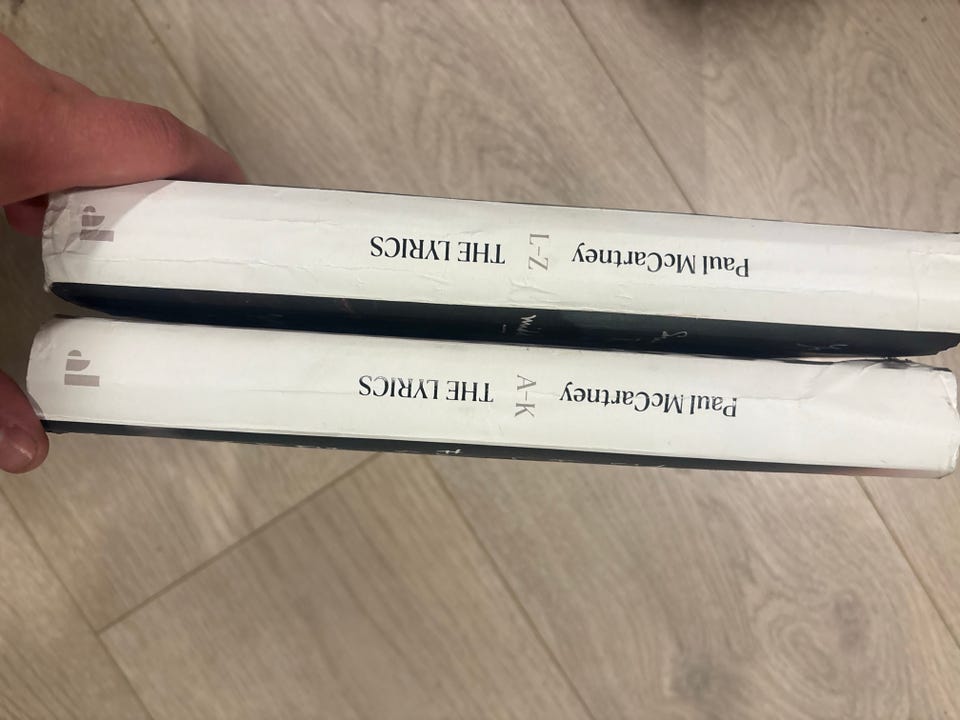 Paul McCartney L–Z THE LYRICS
Paul McCartney A–K THE LYRICS